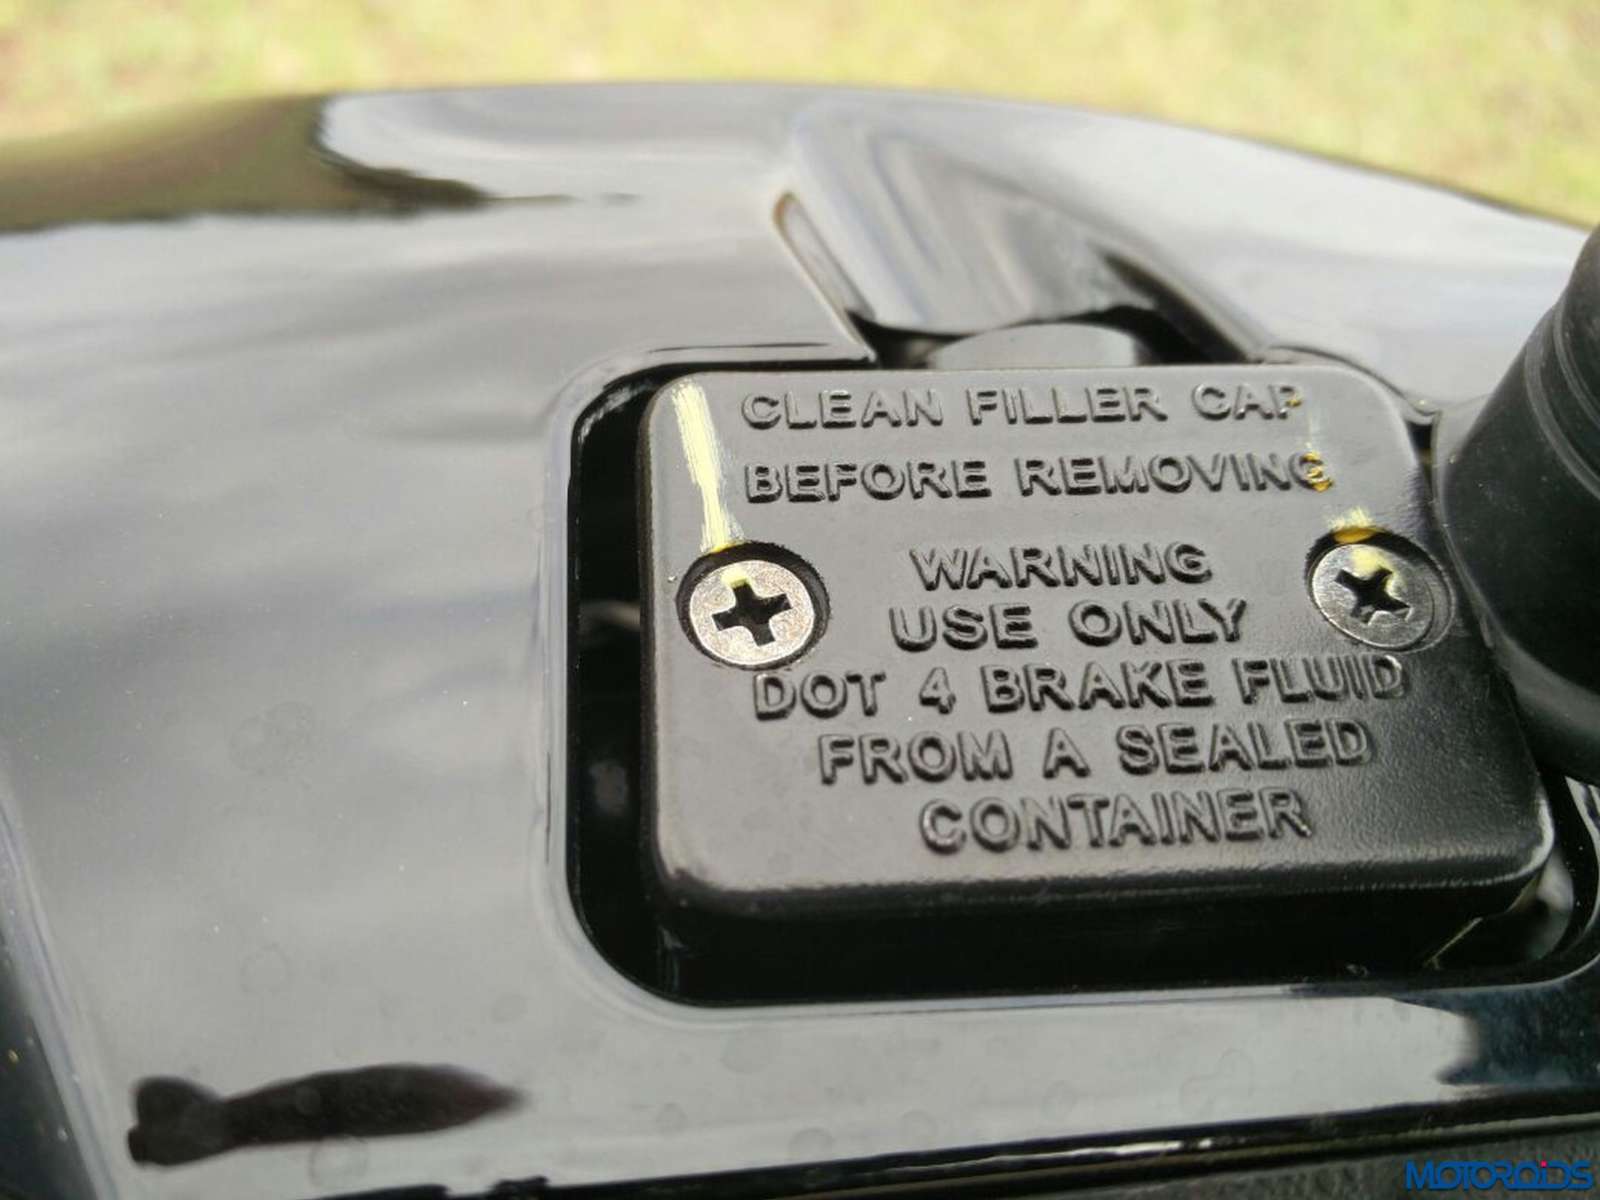 CLEAN FILLER CAP
BEFORE REMOVING
WARNING
USE ONLY
DOT 4 BRAKE FLUID
FROM A SEALED
CONTAINER
MOTOROiDS